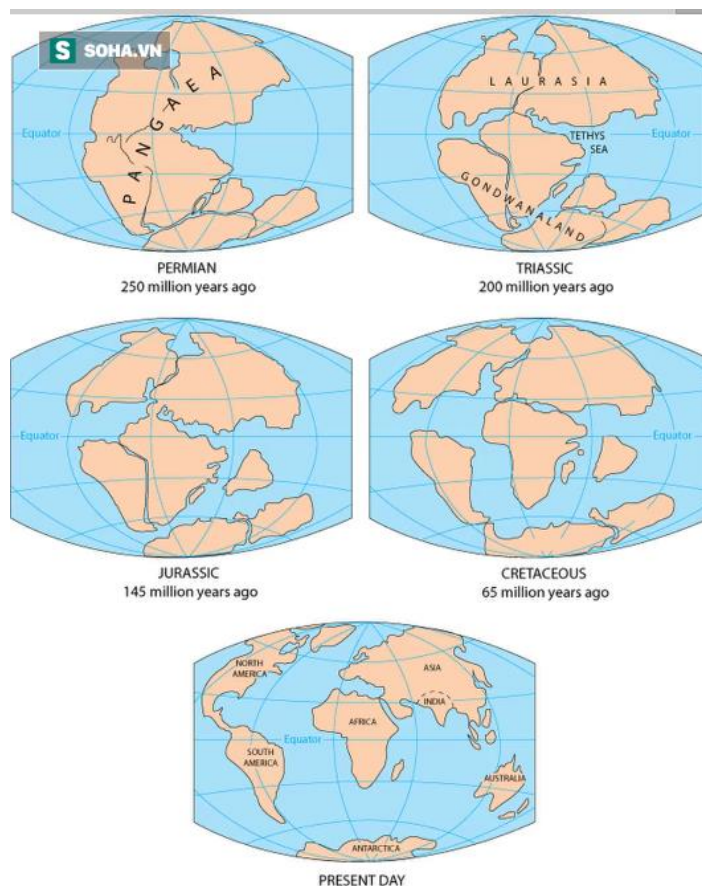 S SOHA.VN
PANGAEA
Equator
PERMIAN
250 million years ago
LAURASIA
TETHYS
SEA
Equator
GONDWANALAND
TRIASSIC
200 million years ago
Equator
JURASSIC
145 million years ago
Equator
CRETACEOUS
65 million years ago
NORTH
AMERICA
ASIA
INDIA
AFRICA
Equator
SOUTH
AMERICA
AUSTRALIA
ANTARCTICA
PRESENT DAY